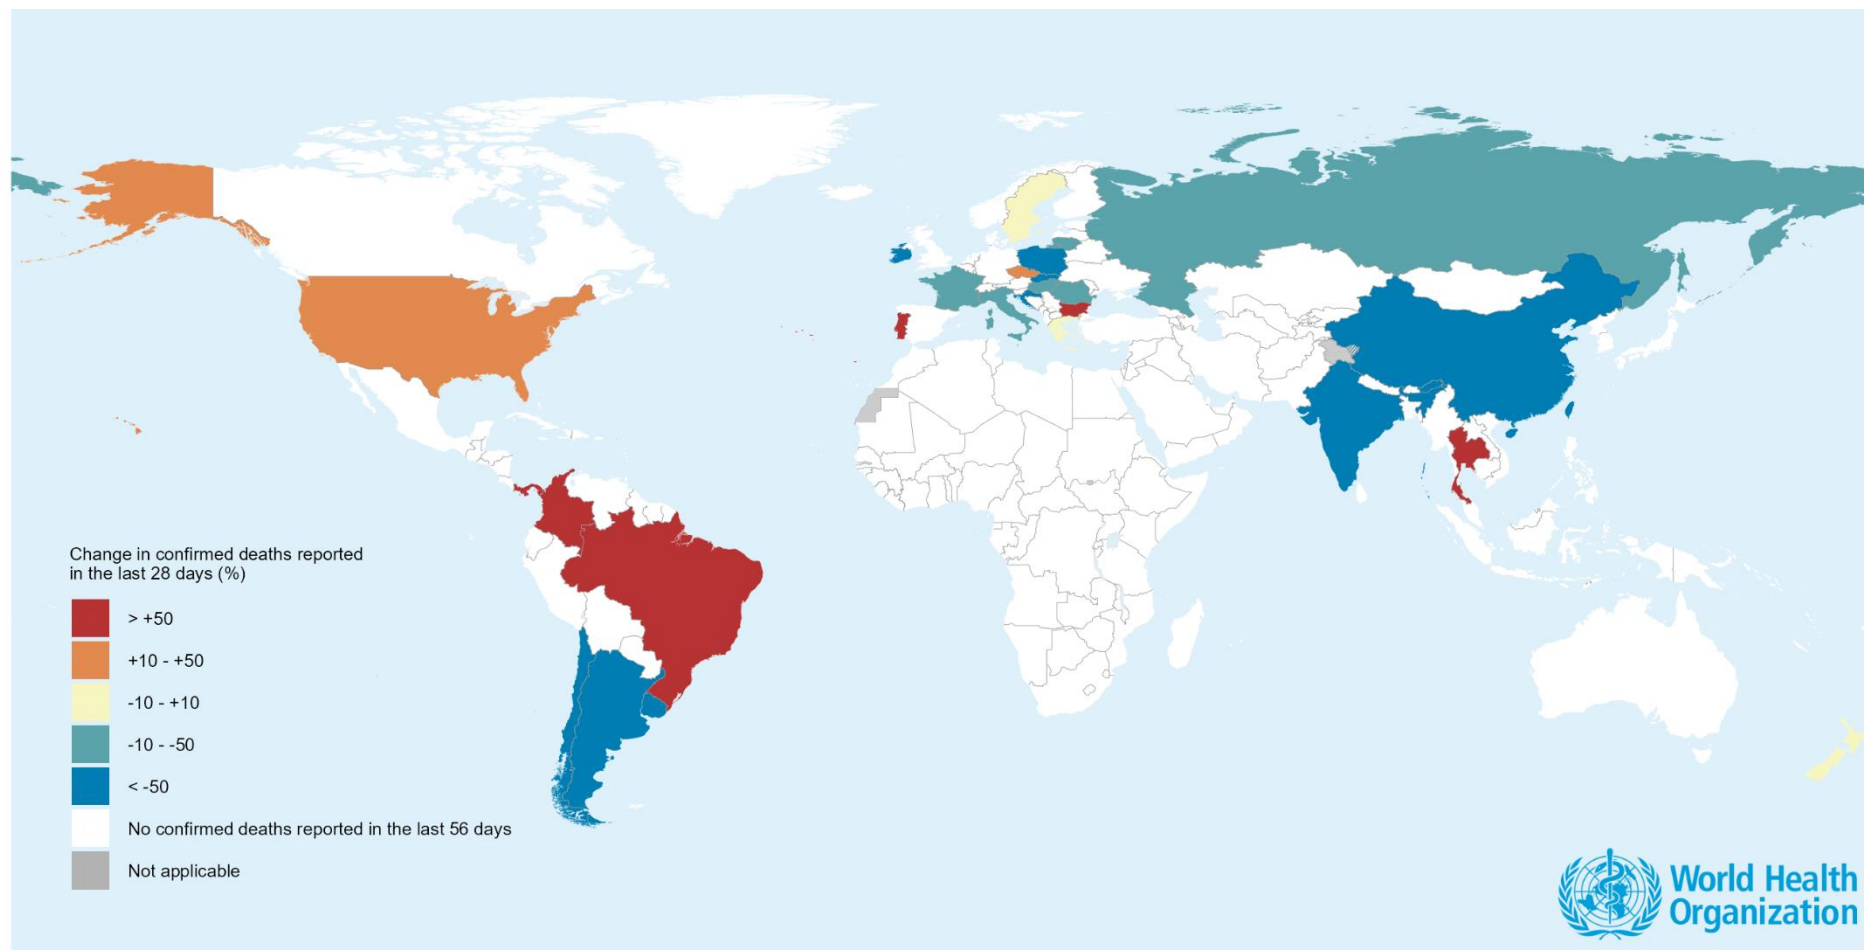 Change in confirmed deaths reported
in the last 28 days (%)
> +50
+10 - +50
-10 - +10
-10 - -50
< -50
No confirmed deaths reported in the last 56 days
Not applicable
World Health
Organization